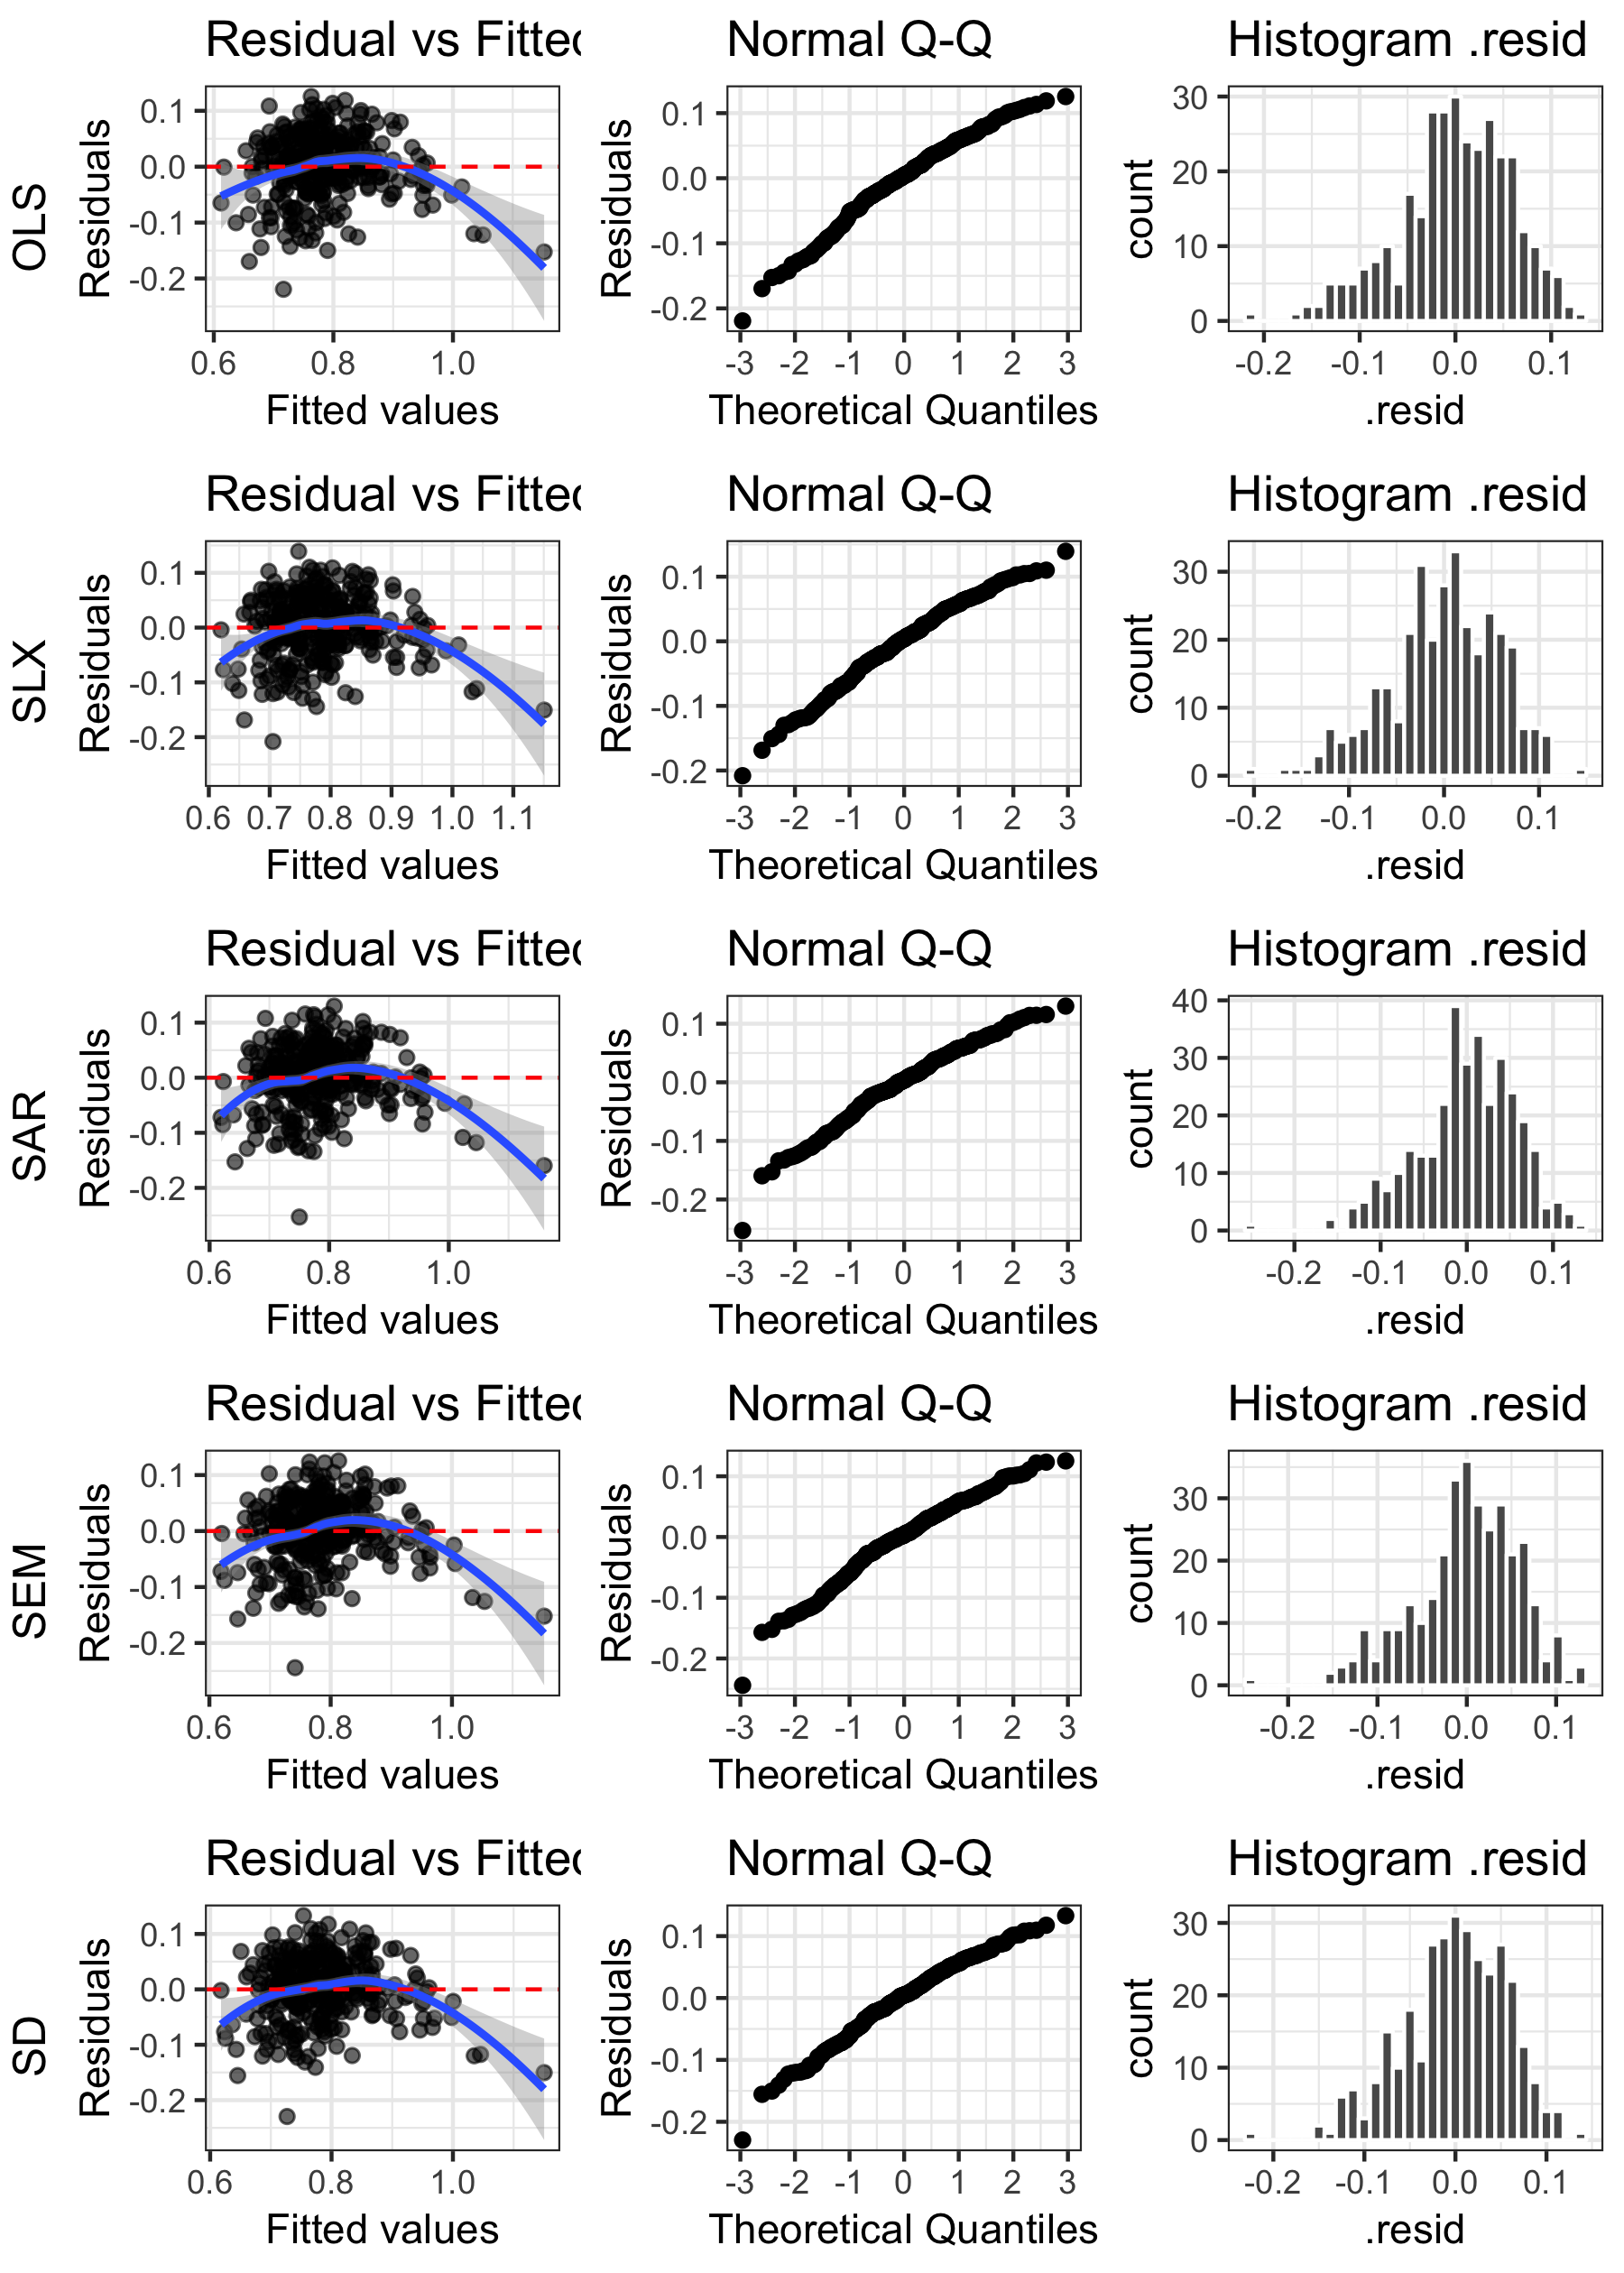 Residual vs Fitted Normal Q-Q Histogram .resid
OLS
Residuals
0.1
0.0
-0.1
-0.2
0.6 0.8 1.0
Fitted values
Residuals
0.1
0.0
-0.1
-0.2
-3 -2 -1 0 1 2 3
Theoretical Quantiles
count
30
20
10
0
-0.2 -0.1 0.0 0.1
.resid
Residual vs Fitted Normal Q-Q Histogram .resid
SLX
Residuals
0.1
0.0
-0.1
-0.2
0.6 0.7 0.8 0.9 1.0 1.1
Fitted values
Residuals
0.1
0.0
-0.1
-0.2
-3 -2 -1 0 1 2 3
Theoretical Quantiles
count
30
20
10
0
-0.2 -0.1 0.0 0.1
.resid
Residual vs Fitted Normal Q-Q Histogram .resid
SAR
Residuals
0.1
0.0
-0.1
-0.2
0.6 0.8 1.0
Fitted values
Residuals
0.1
0.0
-0.1
-0.2
-3 -2 -1 0 1 2 3
Theoretical Quantiles
count
40
30
20
10
0
-0.2 -0.1 0.0 0.1
.resid
Residual vs Fitted Normal Q-Q Histogram .resid
SEM
Residuals
0.1
0.0
-0.1
-0.2
0.6 0.8 1.0
Fitted values
Residuals
0.1
0.0
-0.1
-0.2
-3 -2 -1 0 1 2 3
Theoretical Quantiles
count
30
20
10
0
-0.2 -0.1 0.0 0.1
.resid
Residual vs Fitted Normal Q-Q Histogram .resid
SD
Residuals
0.1
0.0
-0.1
-0.2
0.6 0.8 1.0
Fitted values
Residuals
0.1
0.0
-0.1
-0.2
-3 -2 -1 0 1 2 3
Theoretical Quantiles
count
30
20
10
0
-0.2 -0.1 0.0 0.1
.resid